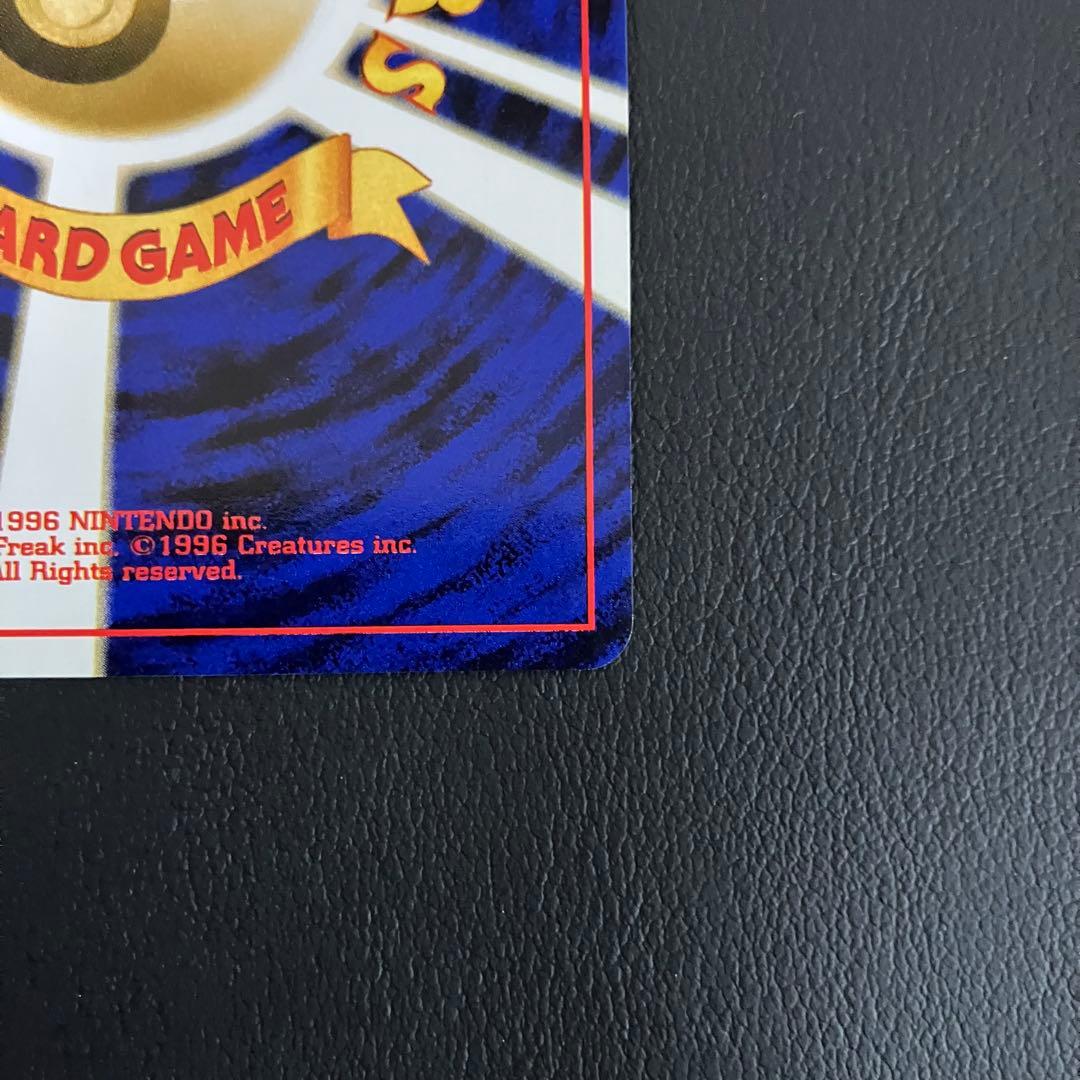 S
ARD GAME
1996 NINTENDO inc.
Freak inc. ©1996 Creatures inc.
All Rights reserved.